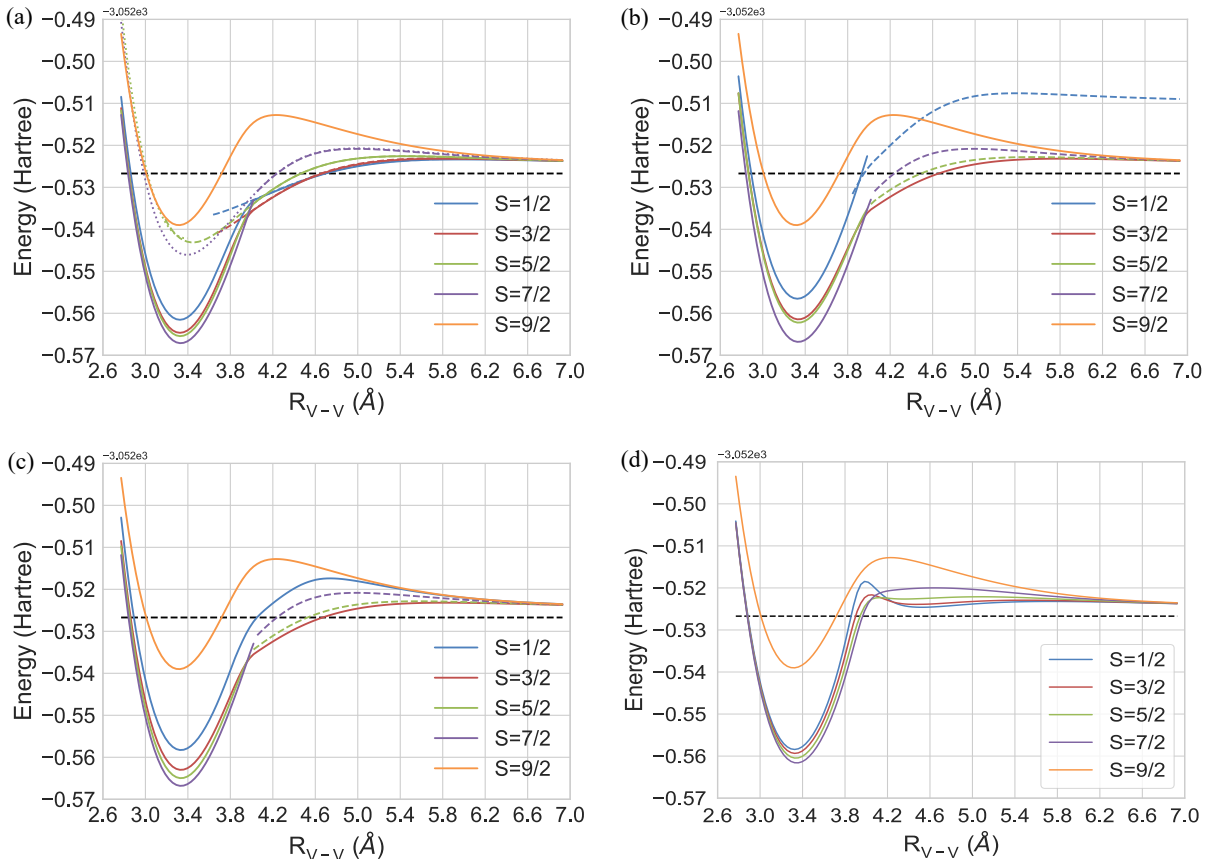 (a)
−3.052e3
−0.49
−0.50
−0.51
−0.52
−0.53
−0.54
−0.55
−0.56
−0.57
Energy (Hartree)
S=1/2
S=3/2
S=5/2
S=7/2
S=9/2
2.6 3.0 3.4 3.8 4.2 4.6 5.0 5.4 5.8 6.2 6.6 7.0
R V−V (Å)
(b)
−3.052e3
−0.49
−0.50
−0.51
−0.52
−0.53
−0.54
−0.55
−0.56
−0.57
Energy (Hartree)
S=1/2
S=3/2
S=5/2
S=7/2
S=9/2
2.6 3.0 3.4 3.8 4.2 4.6 5.0 5.4 5.8 6.2 6.6 7.0
R V−V (Å)
(c)
−3.052e3
−0.49
−0.50
−0.51
−0.52
−0.53
−0.54
−0.55
−0.56
−0.57
Energy (Hartree)
S=1/2
S=3/2
S=5/2
S=7/2
S=9/2
2.6 3.0 3.4 3.8 4.2 4.6 5.0 5.4 5.8 6.2 6.6 7.0
R V−V (Å)
(d)
−3.052e3
−0.49
−0.50
−0.51
−0.52
−0.53
−0.54
−0.55
−0.56
−0.57
Energy (Hartree)
S=1/2
S=3/2
S=5/2
S=7/2
S=9/2
2.6 3.0 3.4 3.8 4.2 4.6 5.0 5.4 5.8 6.2 6.6 7.0
R V−V (Å)